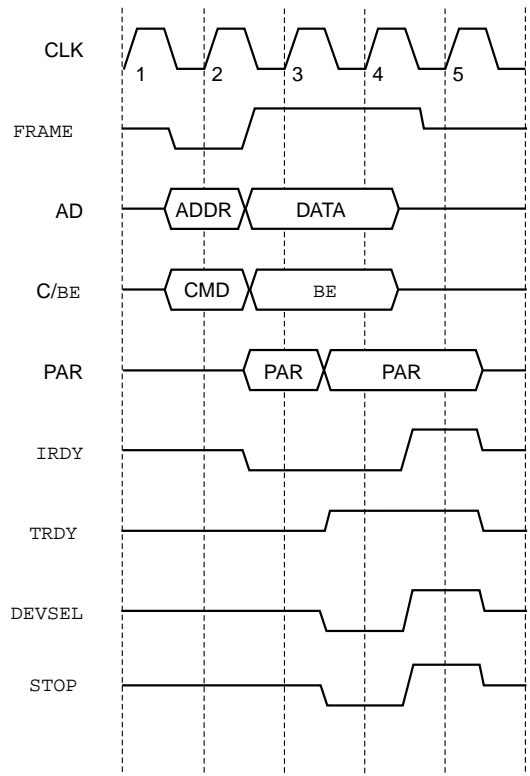 CLK
1 2 3 4 5
FRAME
AD ADDR DATA
C/BE CMD BE
PAR PAR PAR
IRDY
TRDY
DEVSEL
STOP